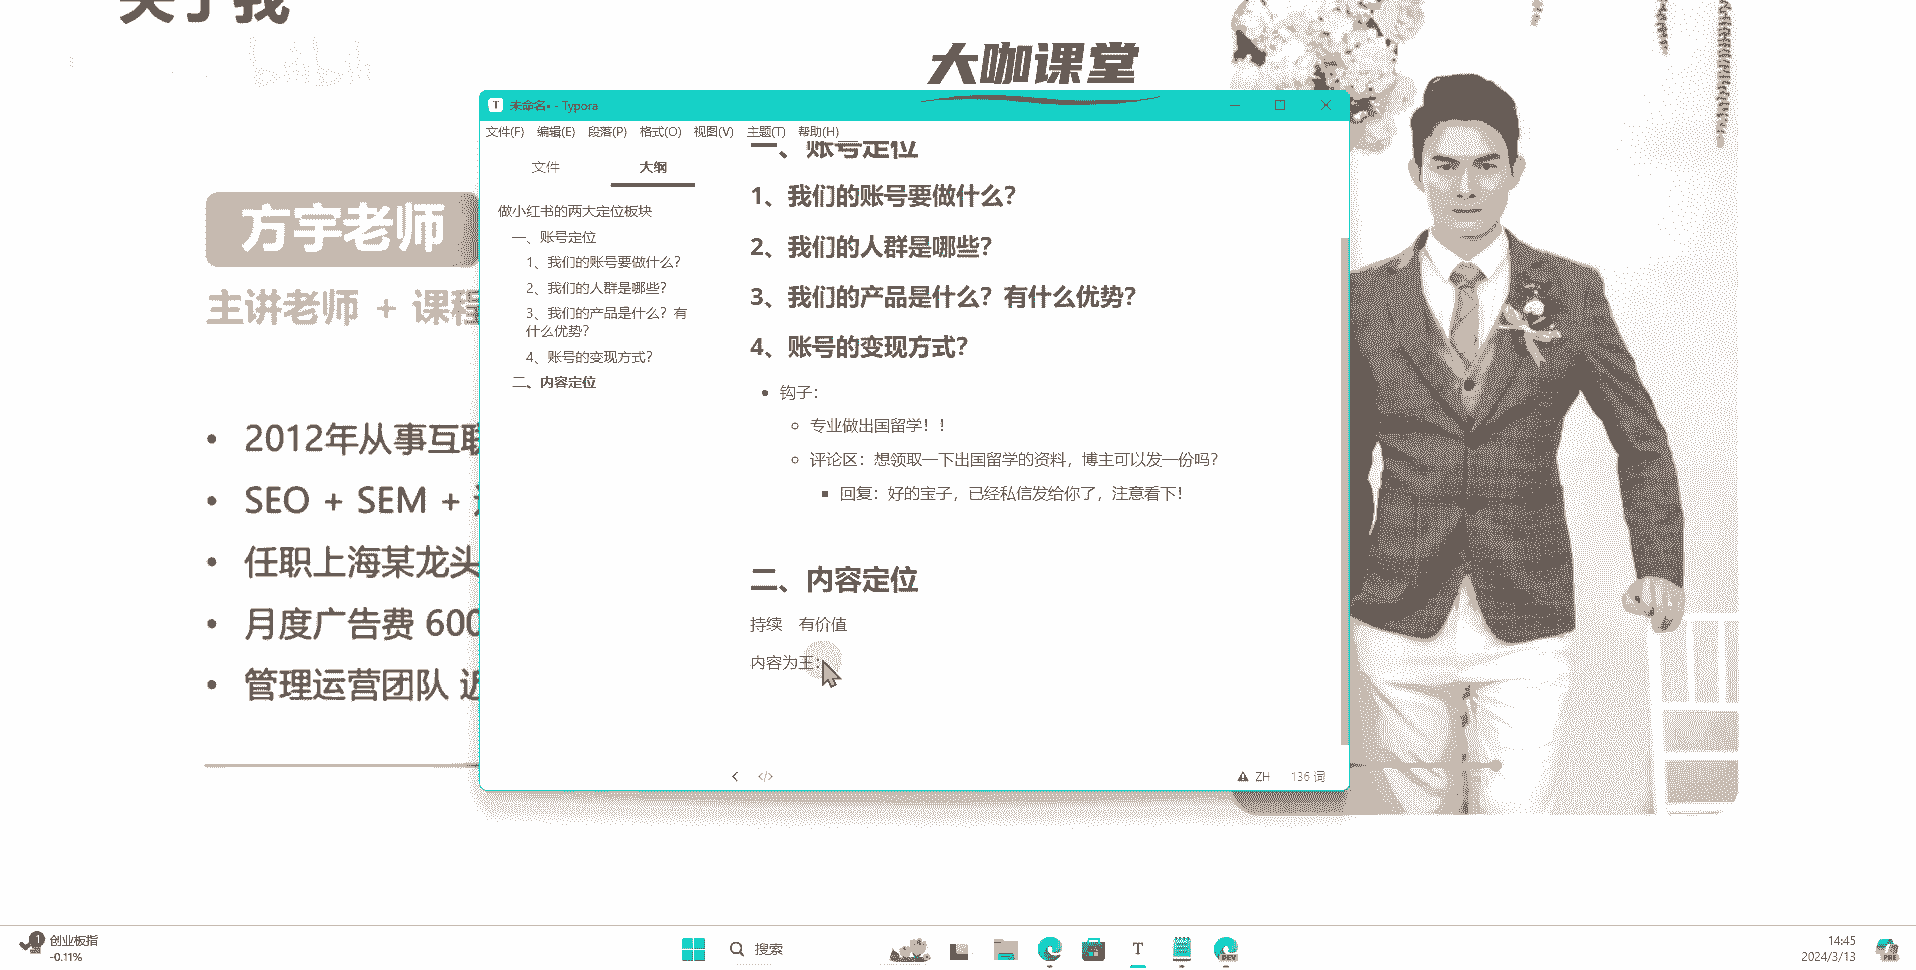 关于我
bilibili
大咖课堂
方宇老师
主讲老师 + 课程
2012年从事互联
SEO + SEM +
任职上海某龙头
月度广告费 600
管理运营团队 近
未命名• - Typora
文件(F) 编辑(E) 段落(P) 格式(O) 视图(V) 主题(T) 帮助(H)
文件 大纲
做小红书的两大定位板块
一、账号定位
1、我们的账号要做什么？
2、我们的人群是哪些？
3、我们的产品是什么？有
什么优势？
4、账号的变现方式？
二、内容定位
一、账号定位
1、我们的账号要做什么？
2、我们的人群是哪些？
3、我们的产品是什么？有什么优势？
4、账号的变现方式？
钩子：
专业做出国留学！！
评论区：想领取一下出国留学的资料，博主可以发一份吗？
回复：好的宝子，已经私信发给你了，注意看下！
二、内容定位
持续 有价值
内容为王：
ZH 136 词
1 创业板指
-0.11%
搜索
T
DEV
14:45
2024/3/13
PRE